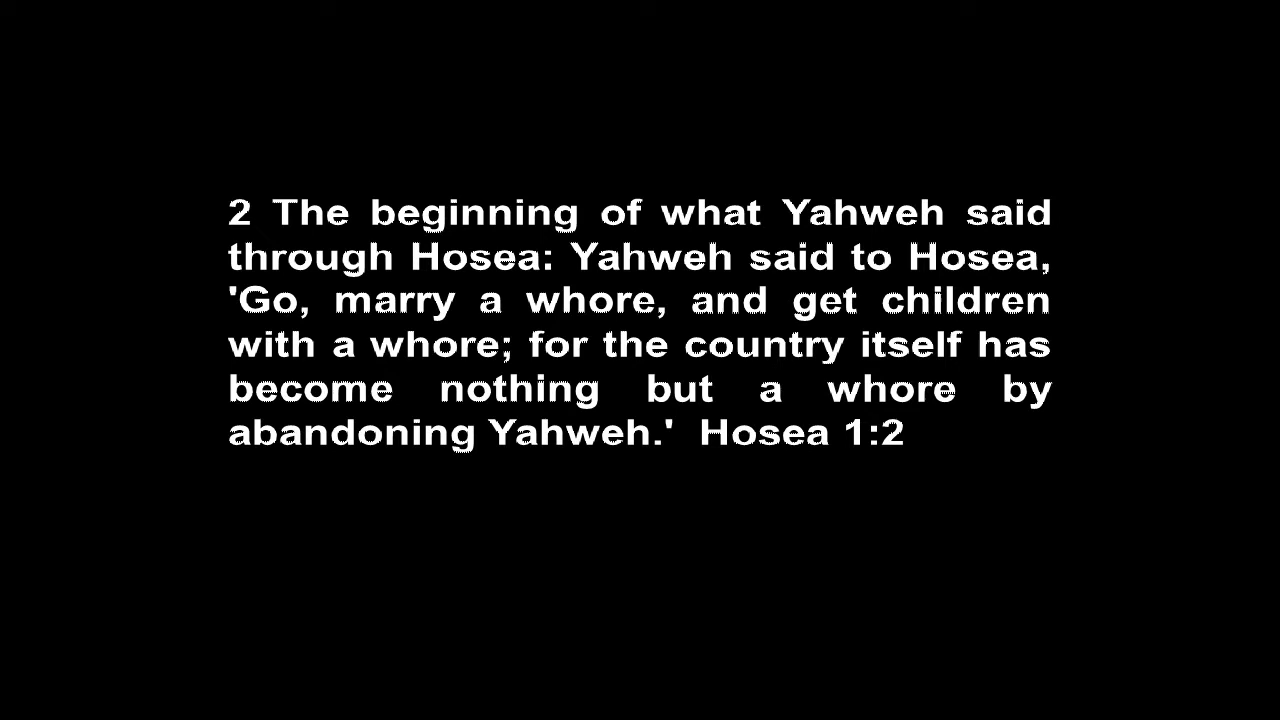 2 The beginning of what Yahweh said
through Hosea: Yahweh said to Hosea,
'Go, marry a whore, and get children
with a whore; for the country itself has
become nothing but a whore by
abandoning Yahweh.'  Hosea 1:2